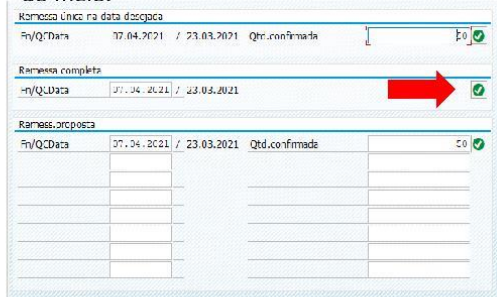 Remessa única na data desejada
Fn/QCData 07.04.2021 / 23.03.2021 Qtd.confirmada 50
Remessa completa
Fn/QCData 07.04.2021 / 23.03.2021
Remess.proposta
Fn/QCData 07.04.2021 / 23.03.2021 Qtd.confirmada 50